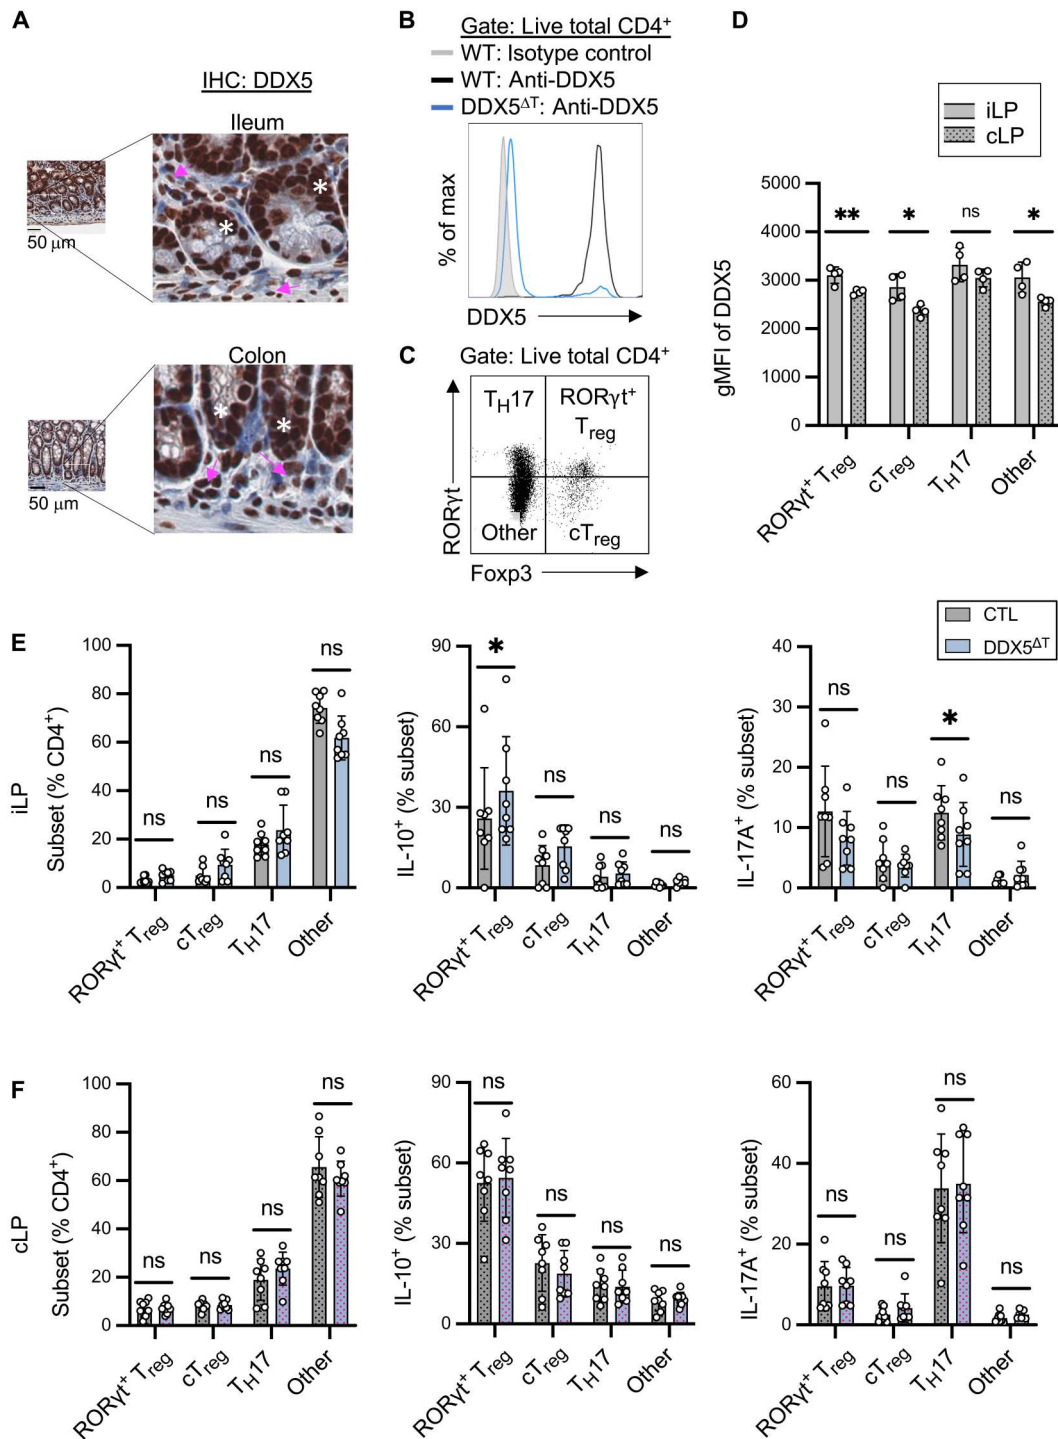 A
IHC: DDX5
Ileum
50 μm
Colon
50 μm
B
Gate: Live total CD4⁺
WT: Isotype control
WT: Anti-DDX5
DDX5ΔT: Anti-DDX5
% of max
DDX5
C
Gate: Live total CD4⁺
TH17
RORγt⁺
Treg
Other
cTreg
RORγt
Foxp3
D
iLP
cLP
gMFI of DDX5
5000
4000
3000
2000
1000
0
** * ns *
RORγt⁺ Treg
cTreg
TH17
Other
CTL
DDX5ΔT
E
iLP
Subset (% CD4⁺)
100
80
60
40
20
0
ns ns ns ns
RORγt⁺ Treg
cTreg
TH17
Other
IL-10⁺ (% subset)
90
60
30
0
* ns ns ns
RORγt⁺ Treg
cTreg
TH17
Other
IL-17A⁺ (% subset)
40
30
20
10
0
ns ns * ns
RORγt⁺ Treg
cTreg
TH17
Other
F
cLP
Subset (% CD4⁺)
100
80
60
40
20
0
ns ns ns ns
RORγt⁺ Treg
cTreg
TH17
Other
IL-10⁺ (% subset)
90
60
30
0
ns ns ns ns
RORγt⁺ Treg
cTreg
TH17
Other
IL-17A⁺ (% subset)
60
40
20
0
ns ns ns ns
RORγt⁺ Treg
cTreg
TH17
Other